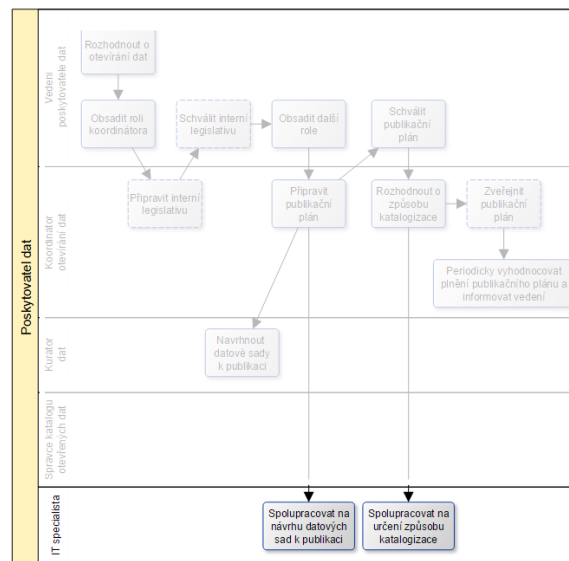 Poskytovatel dat
Vedení
poskytovatele dat
Rozhodnout o
otevírání dat
Obsadit roli
koordinátora
Schválit interní
legislativu
Obsadit další
role
Schválit
publikační
plán
Koordinátor
otevírání dat
Připravit interní
legislativu
Připravit
publikační
plán
Rozhodnout o
způsobu
katalogizace
Zveřejnit
publikační
plán
Periodicky vyhodnocovat
plnění publikačního plánu a
informovat vedení
Kurátor
dat
Navrhnout
datové sady
k publikaci
Správce katalogu
otevřených dat
IT specialista
Spolupracovat na
návrhu datových
sad k publikaci
Spolupracovat na
určení způsobu
katalogizace